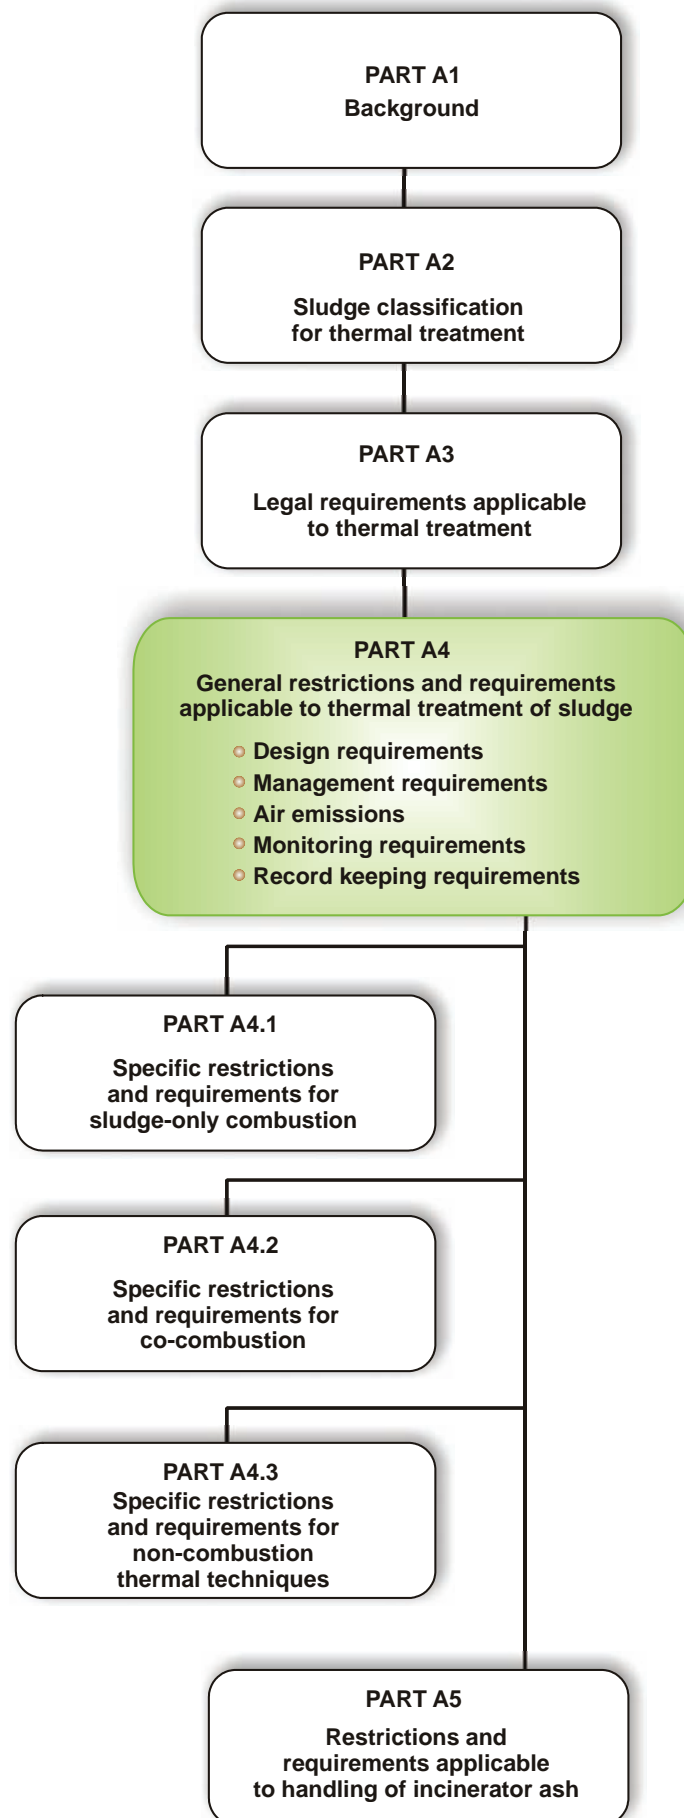 PART A1
Background
PART A2
Sludge classification
for thermal treatment
PART A3
Legal requirements applicable
to thermal treatment
PART A4
General restrictions and requirements
applicable to thermal treatment of sludge
Design requirements
Management requirements
Air emissions
Monitoring requirements
Record keeping requirements
PART A4.1
Specific restrictions
and requirements for
sludge-only combustion
PART A4.2
Specific restrictions
and requirements for
co-combustion
PART A4.3
Specific restrictions
and requirements for
non-combustion
thermal techniques
PART A5
Restrictions and
requirements applicable
to handling of incinerator ash